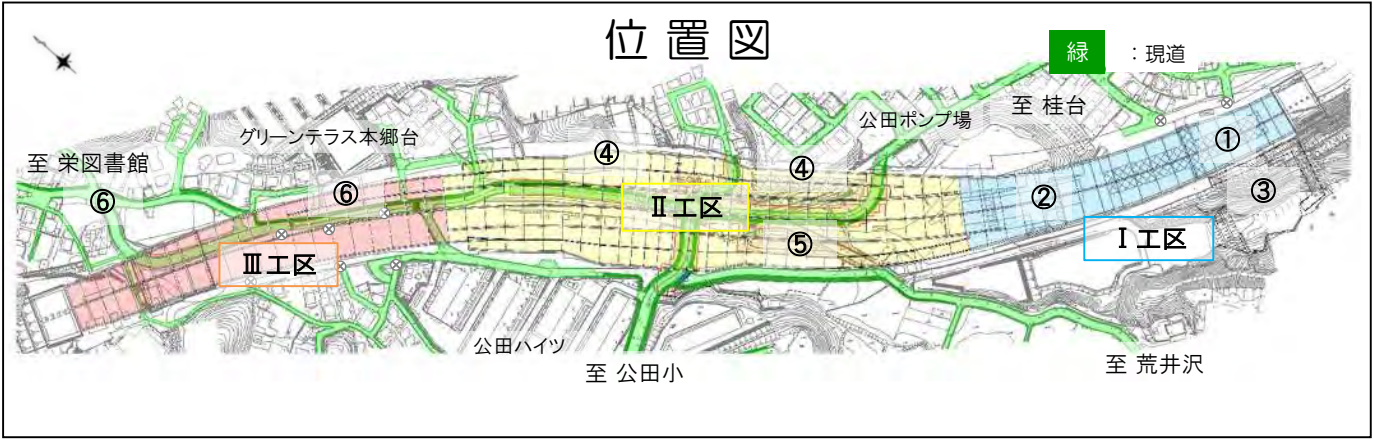 位置図
緑 ：現道
至 桂台
公田ポンプ場
グリーンテラス本郷台
至 栄図書館
①
④
④
⑥
⑥
②
③
Ⅱ工区
⑤
Ⅰ工区
Ⅲ工区
公田ハイツ
至 公田小
至 荒井沢